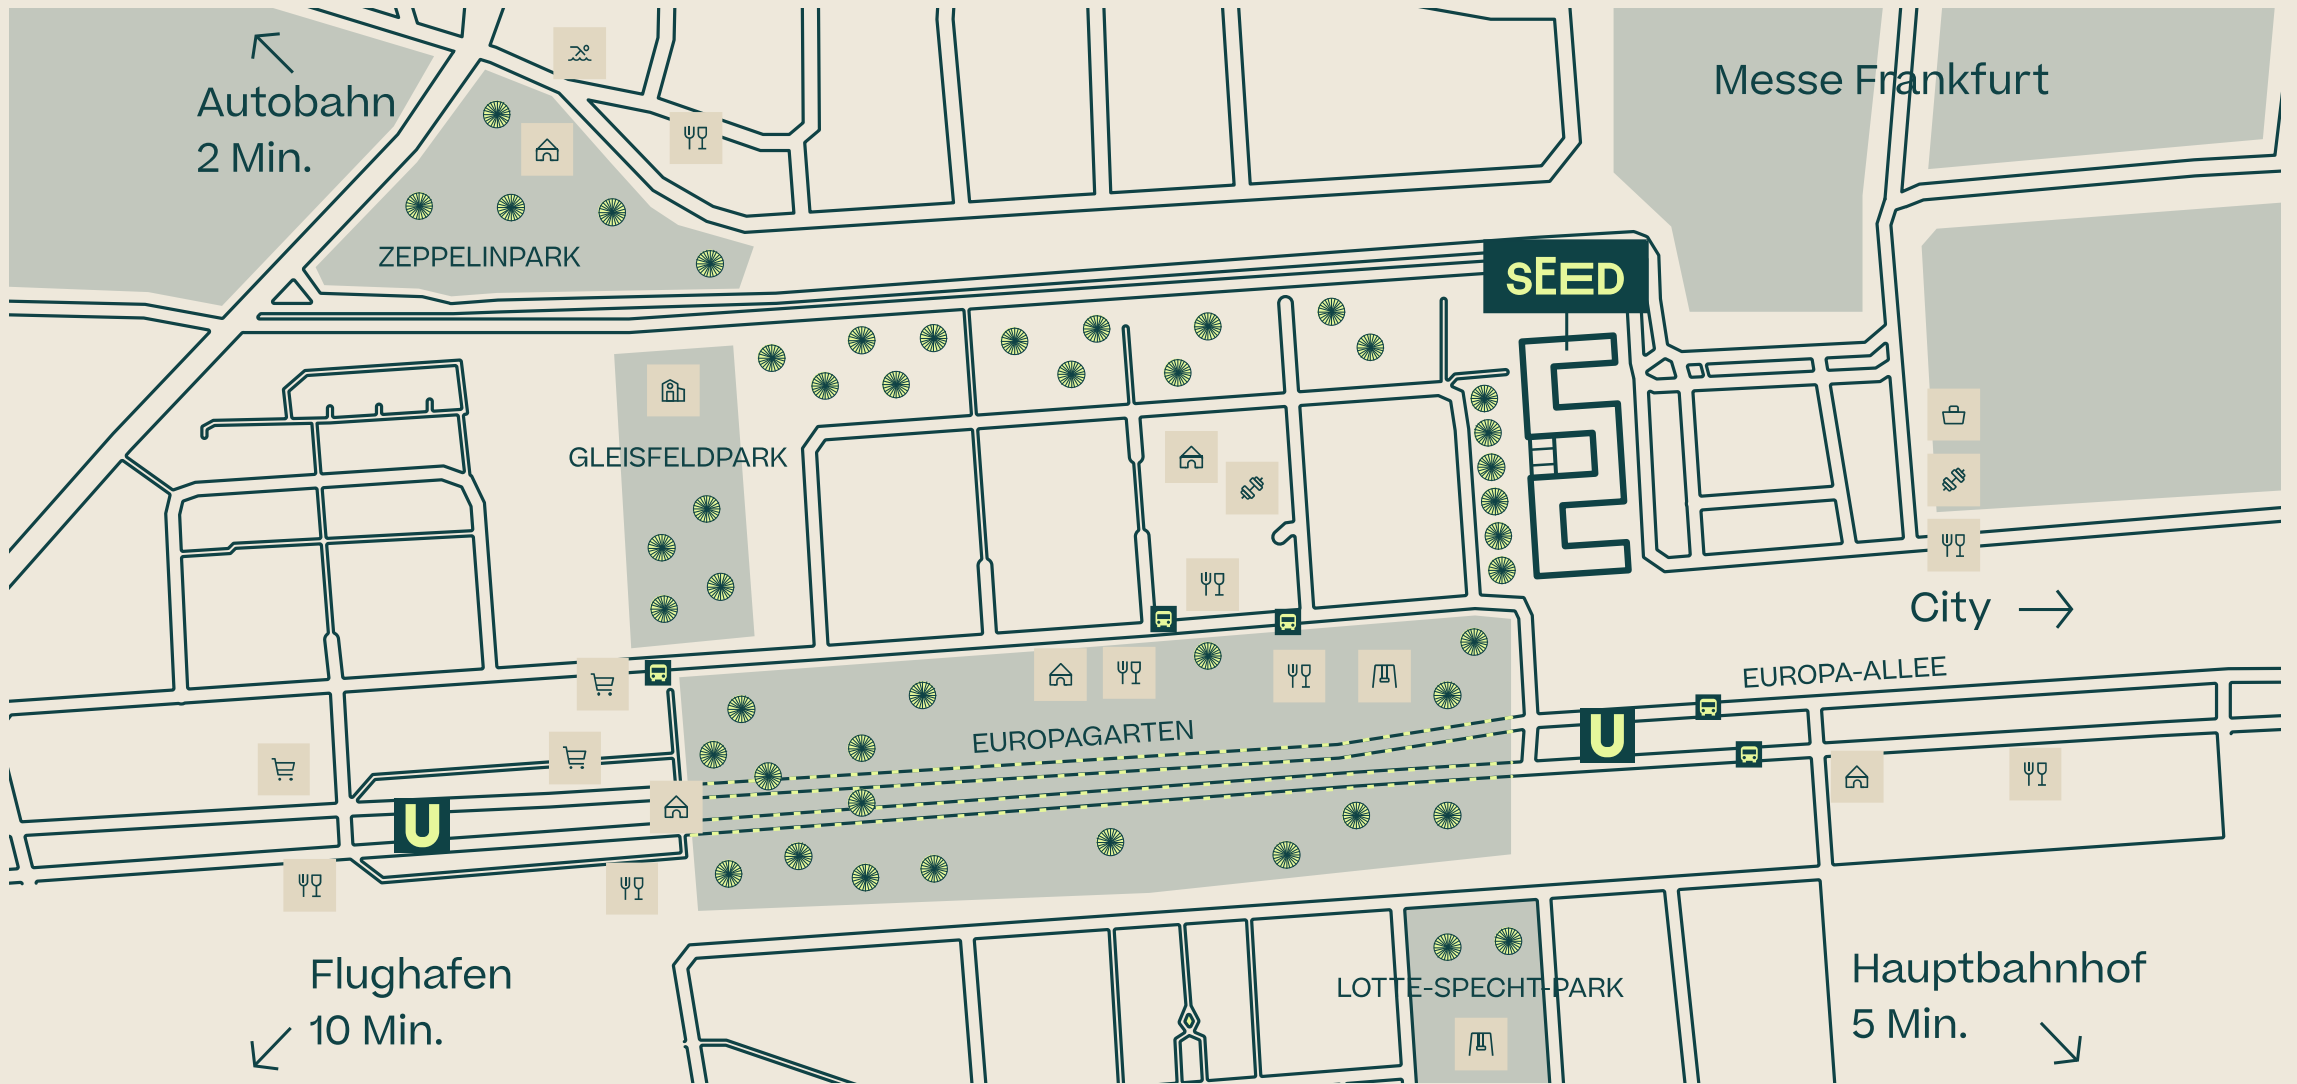 Autobahn
2 Min.
Messe Frankfurt
ZEPPELINPARK
SEED
GLEISFELDPARK
City
EUROPA-ALLEE
EUROPAGARTEN
U
U
Flughafen
10 Min.
LOTTE-SPECHT-PARK
Hauptbahnhof
5 Min.